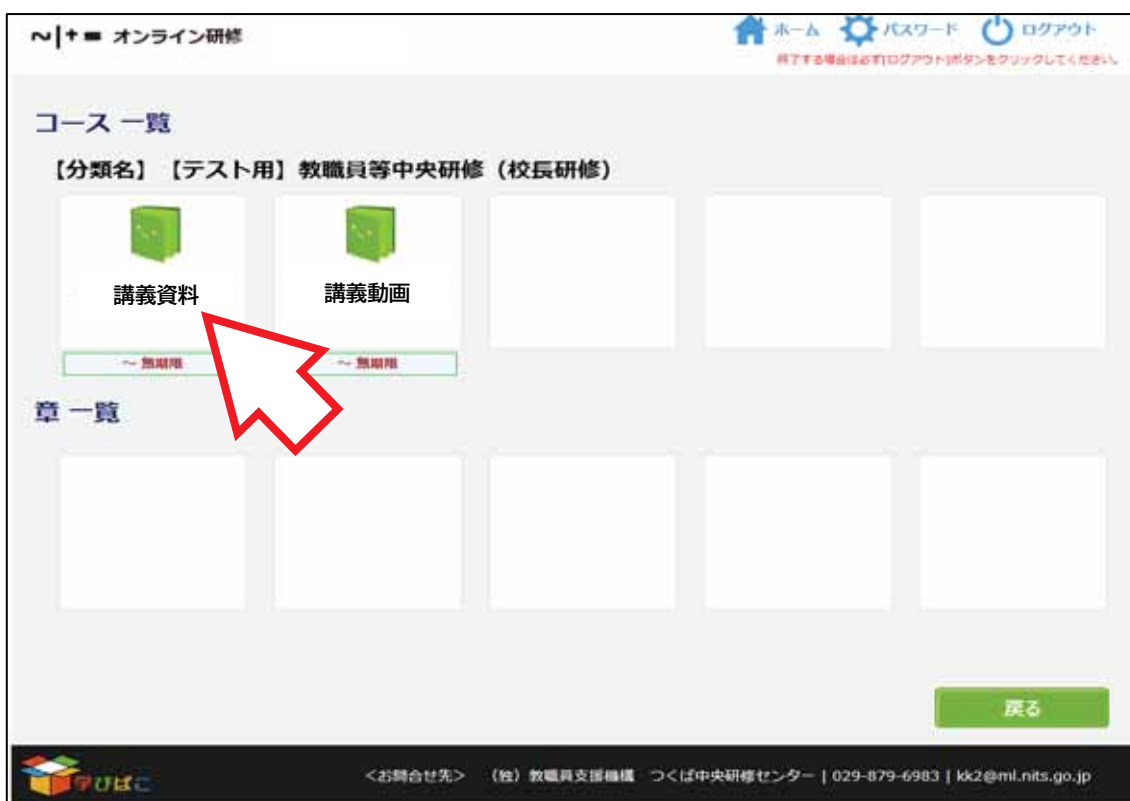 ~|+= オンライン研修
ホーム パスワード ログアウト
終了する場合は必ず[ログアウト]ボタンをクリックしてください。
コース 一覧
【分類名】【テスト用】教職員等中央研修（校長研修）
講義資料 講義動画
～ 無期限 ～ 無期限
章 一覧
戻る
学びばこ
<お問合せ先> （独）教職員支援機構 つくば中央研修センター | 029-879-6983 | kk2@ml.nits.go.jp